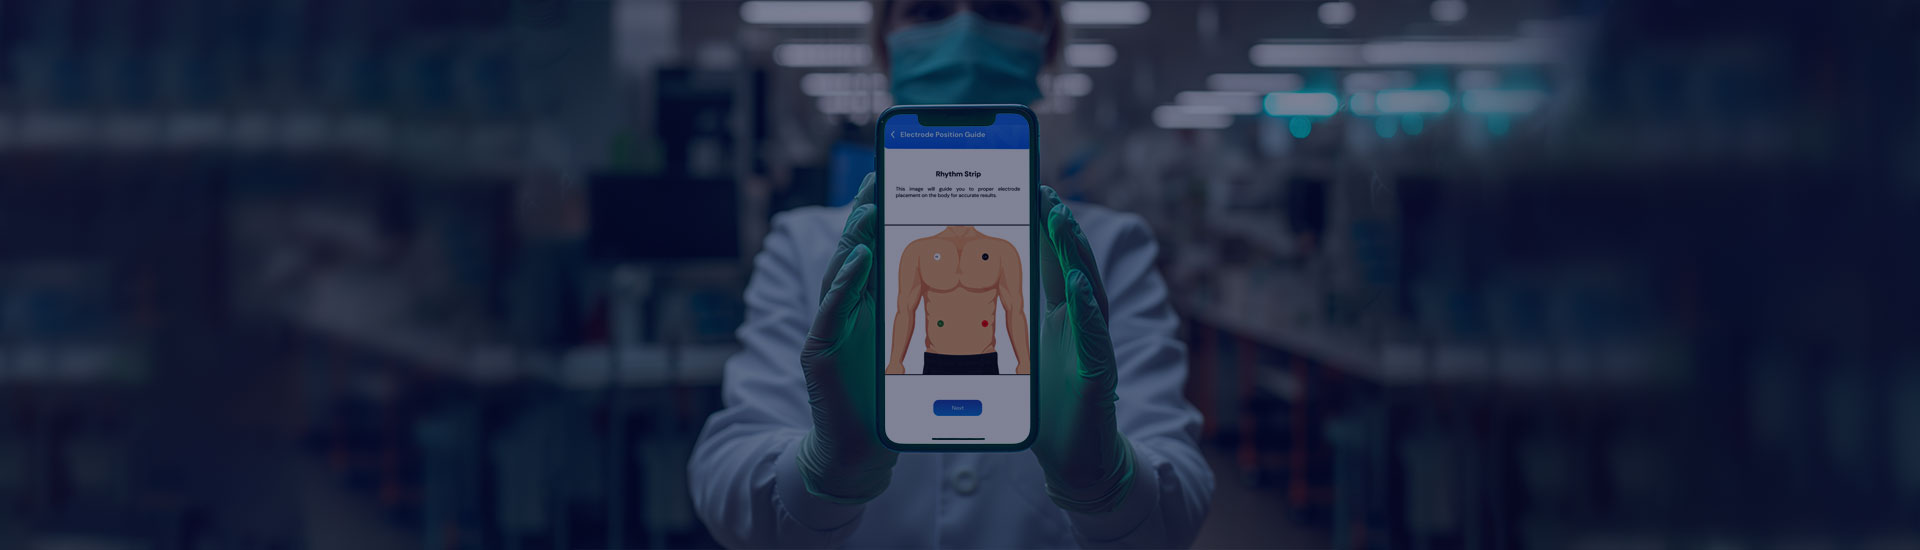 Electrode Position Guide
Rhythm Strip
This image will guide you to proper electrode
placement on the body for accurate results.
Next